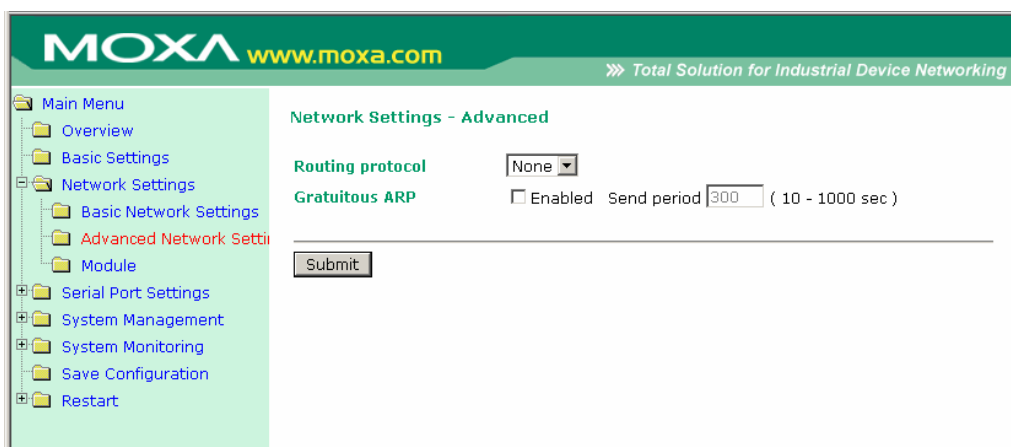 MOXA www.moxa.com
Total Solution for Industrial Device Networking
Main Menu
Overview
Basic Settings
Network Settings
Basic Network Settings
Advanced Network Settin
Module
Serial Port Settings
System Management
System Monitoring
Save Configuration
Restart
Network Settings - Advanced
Routing protocol None
Gratuitous ARP Enabled Send period 300 ( 10 - 1000 sec )
Submit